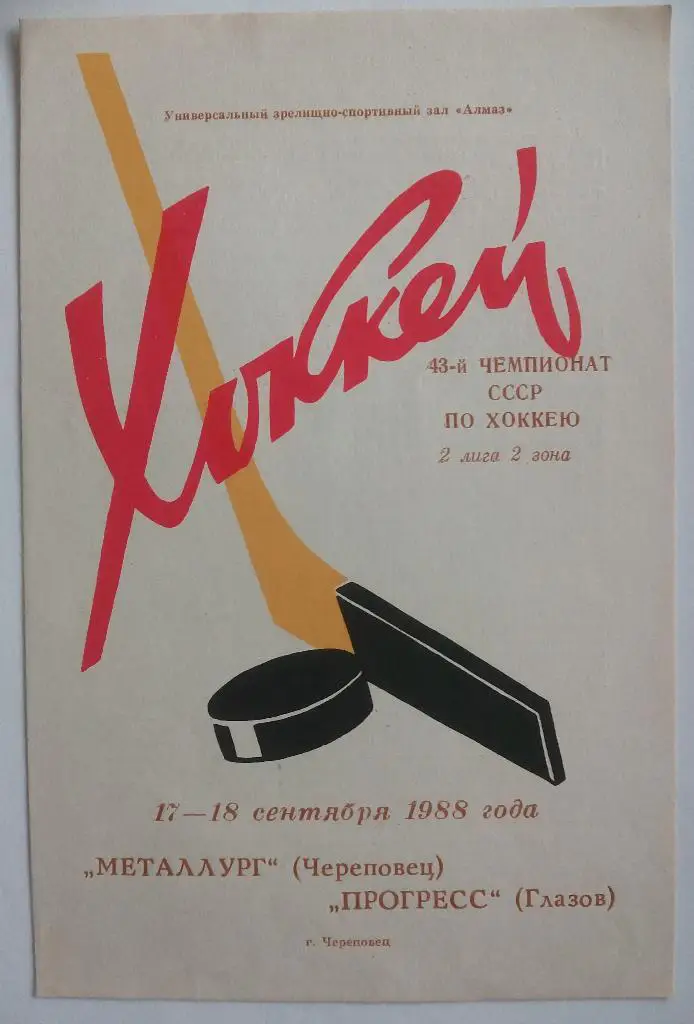 Универсальный зрелищно-спортивный зал «Алмаз»
Хоккей
43-й ЧЕМПИОНАТ
СССР
ПО ХОККЕЮ
2 лига 2 зона
17—18 сентября 1988 года
„МЕТАЛЛУРГ“ (Череповец)
„ПРОГРЕСС“ (Глазов)
г. Череповец